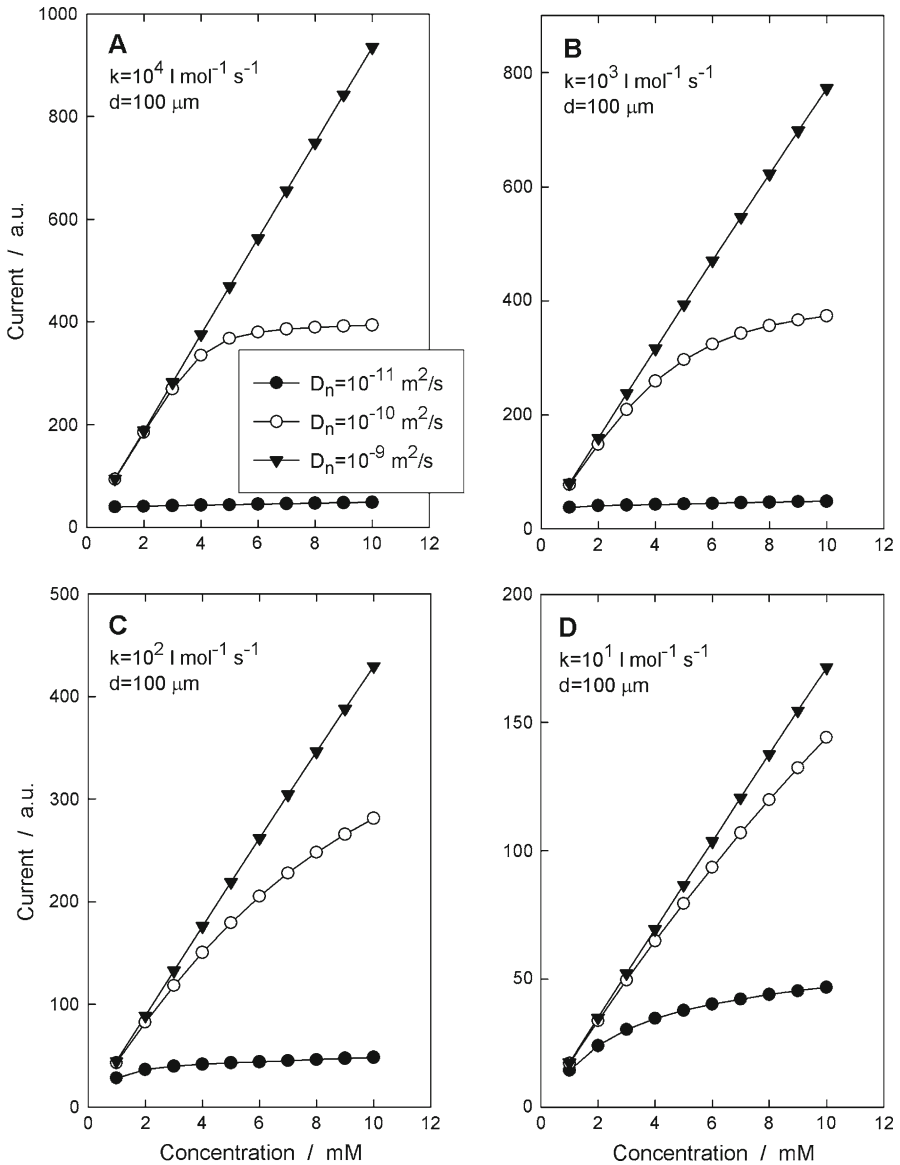 A
k=10⁴ l mol⁻¹ s⁻¹
d=100 μm
1000
800
600
400
200
0
0 2 4 6 8 10 12
Current / a.u.
Dₙ=10⁻¹¹ m²/s
Dₙ=10⁻¹⁰ m²/s
Dₙ=10⁻⁹ m²/s
B
k=10³ l mol⁻¹ s⁻¹
d=100 μm
800
600
400
200
0
0 2 4 6 8 10 12
C
k=10² l mol⁻¹ s⁻¹
d=100 μm
500
400
300
200
100
0
0 2 4 6 8 10 12
Current / a.u.
Concentration / mM
D
k=10¹ l mol⁻¹ s⁻¹
d=100 μm
200
150
100
50
0
0 2 4 6 8 10 12
Concentration / mM